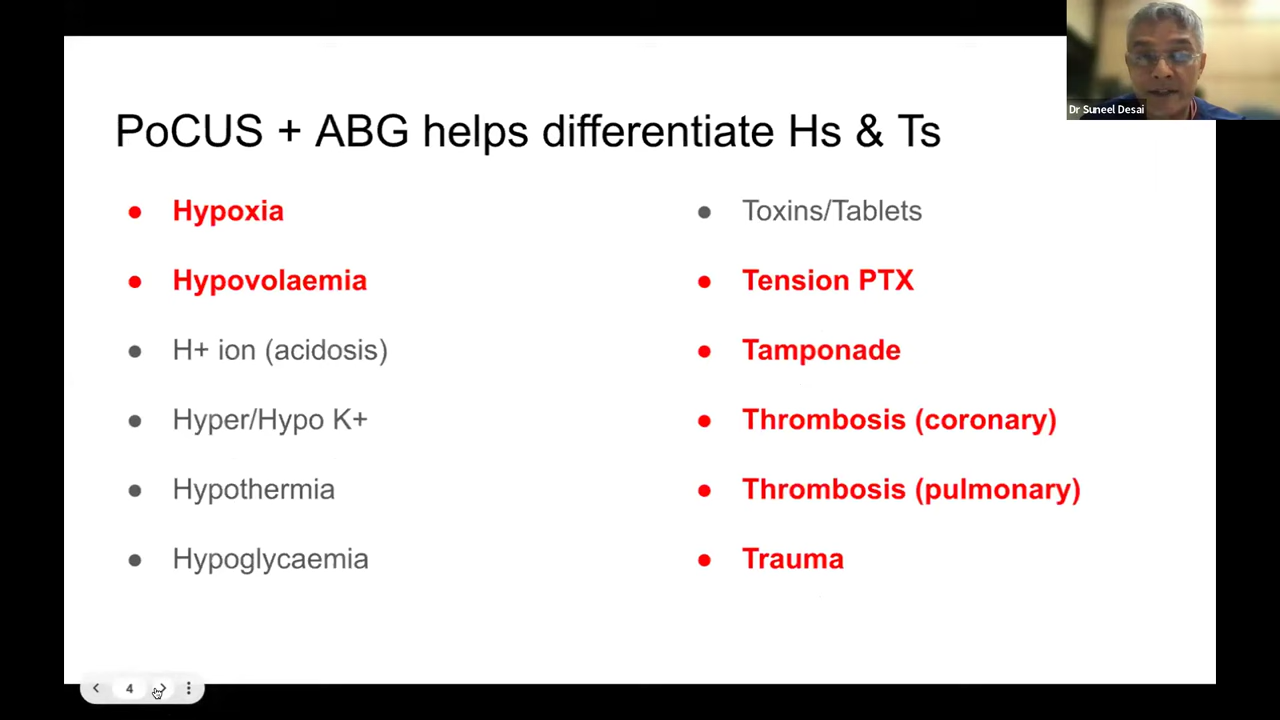 Dr Suneel Desai
PoCUS + ABG helps differentiate Hs & Ts
● Hypoxia
● Hypovolaemia
● H+ ion (acidosis)
● Hyper/Hypo K+
● Hypothermia
● Hypoglycaemia
● Toxins/Tablets
● Tension PTX
● Tamponade
● Thrombosis (coronary)
● Thrombosis (pulmonary)
● Trauma
4